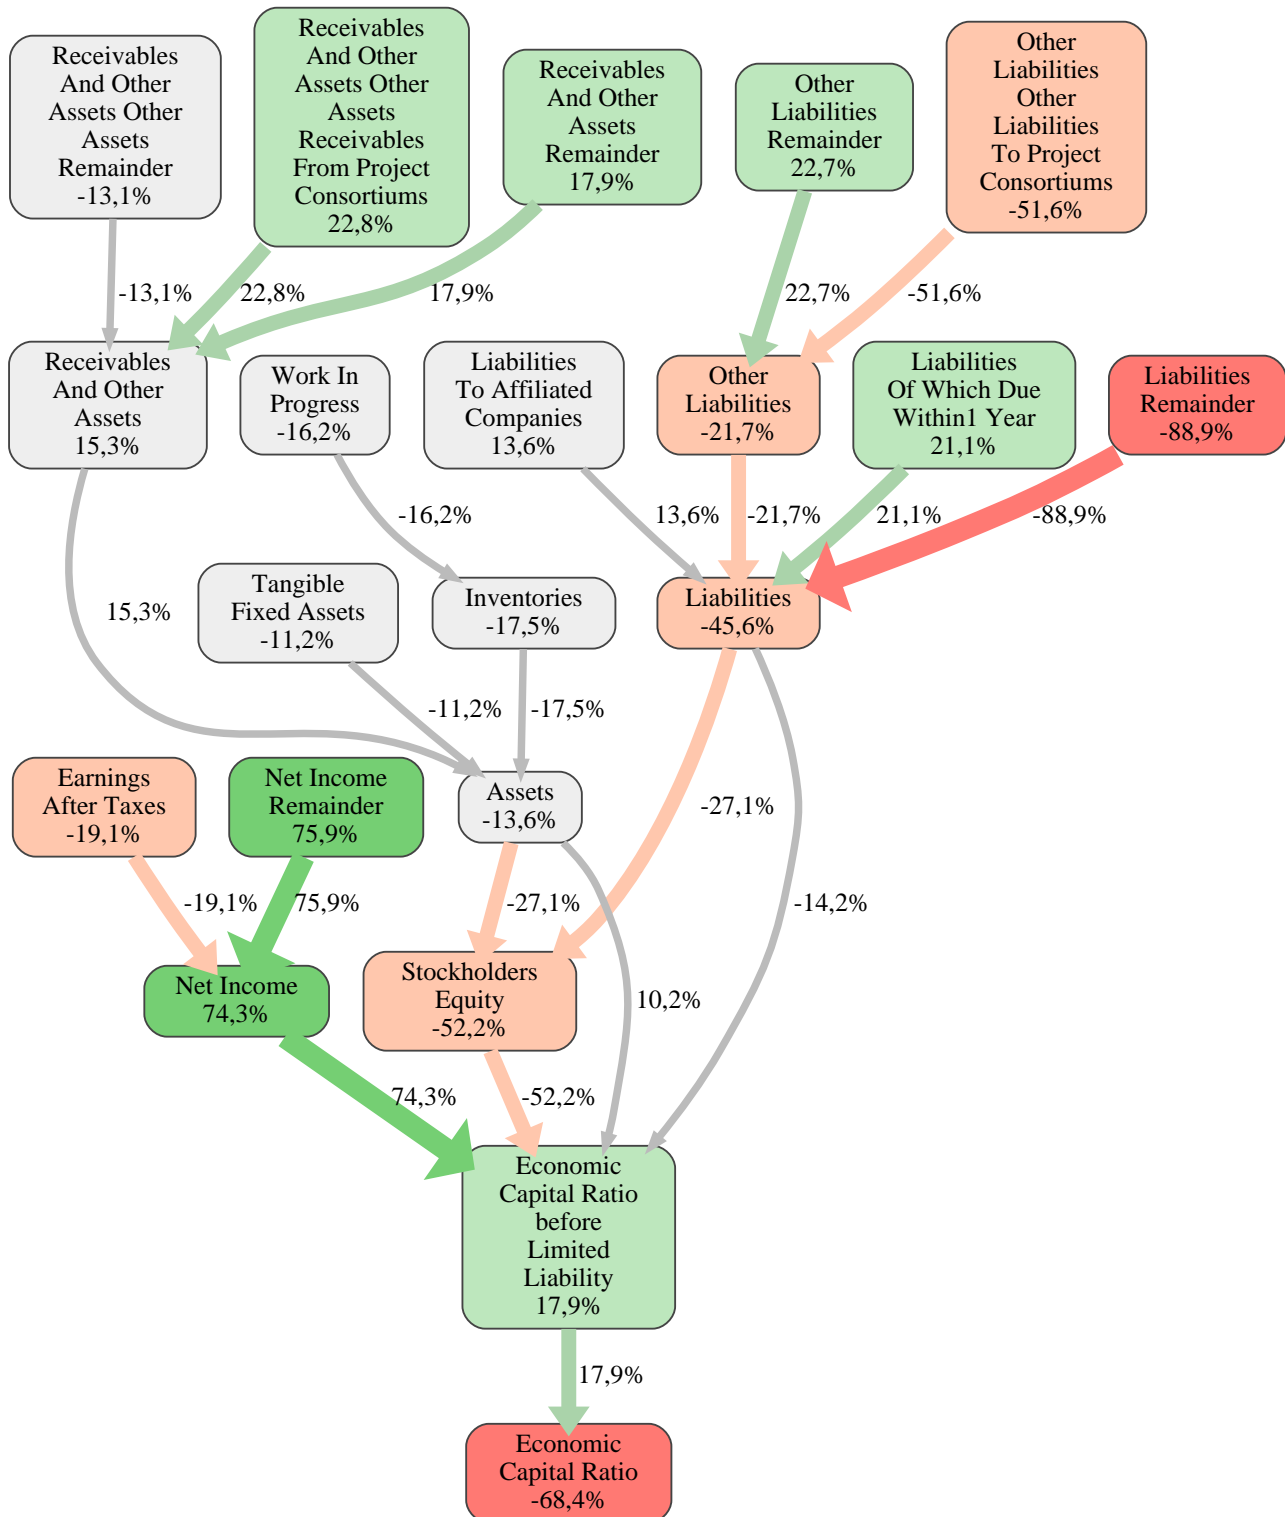 Receivables
And Other
Assets Other
Assets
Remainder
-13,1%
Receivables
And Other
Assets Other
Assets
Receivables
From Project
Consortiums
22,8%
Receivables
And Other
Assets
Remainder
17,9%
Other
Liabilities
Remainder
22,7%
Other
Liabilities
Other
Liabilities
To Project
Consortiums
-51,6%
-13,1%
22,8%
17,9%
22,7%
-51,6%
Receivables
And Other
Assets
15,3%
Work In
Progress
-16,2%
Liabilities
To Affiliated
Companies
13,6%
Other
Liabilities
-21,7%
Liabilities
Of Which Due
Within1 Year
21,1%
Liabilities
Remainder
-88,9%
-16,2%
13,6%
-21,7%
21,1%
-88,9%
15,3%
Tangible
Fixed Assets
-11,2%
Inventories
-17,5%
Liabilities
-45,6%
-11,2%
-17,5%
-27,1%
Earnings
After Taxes
-19,1%
Net Income
Remainder
75,9%
Assets
-13,6%
-19,1%
75,9%
-27,1%
-14,2%
Net Income
74,3%
Stockholders
Equity
-52,2%
10,2%
74,3%
-52,2%
Economic
Capital Ratio
before
Limited
Liability
17,9%
17,9%
Economic
Capital Ratio
-68,4%